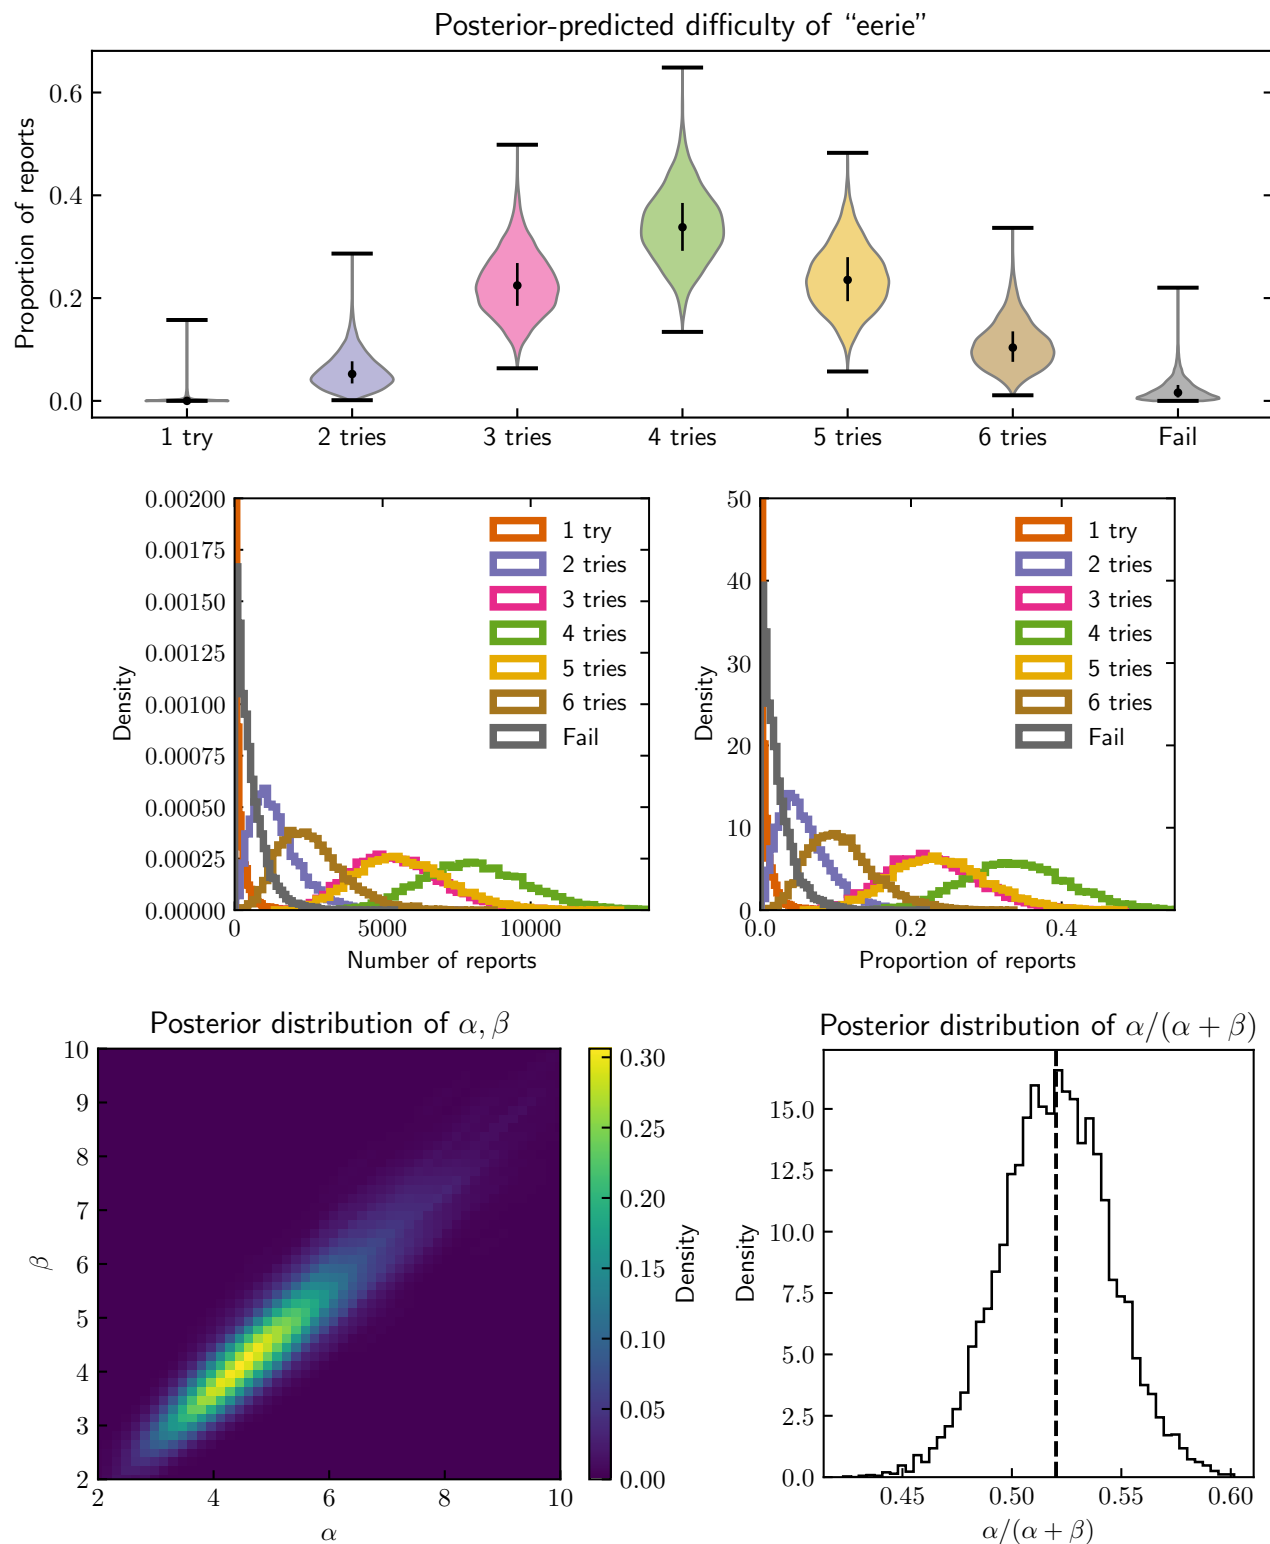 Posterior-predicted difficulty of “eerie”
Proportion of reports
0.6
0.4
0.2
0.0
1 try 2 tries 3 tries 4 tries 5 tries 6 tries Fail
Density
0.00200
0.00175
0.00150
0.00125
0.00100
0.00075
0.00050
0.00025
0.00000
1 try
2 tries
3 tries
4 tries
5 tries
6 tries
Fail
0 5000 10000
Number of reports
Density
50
40
30
20
10
0
1 try
2 tries
3 tries
4 tries
5 tries
6 tries
Fail
0.0 0.2 0.4
Proportion of reports
Posterior distribution of α, β
β
10
9
8
7
6
5
4
3
2
2 4 6 8 10
α
0.30
0.25
0.20
0.15
0.10
0.05
0.00
Density
Posterior distribution of α/(α + β)
Density
15.0
12.5
10.0
7.5
5.0
2.5
0.0
0.45 0.50 0.55 0.60
α/(α + β)